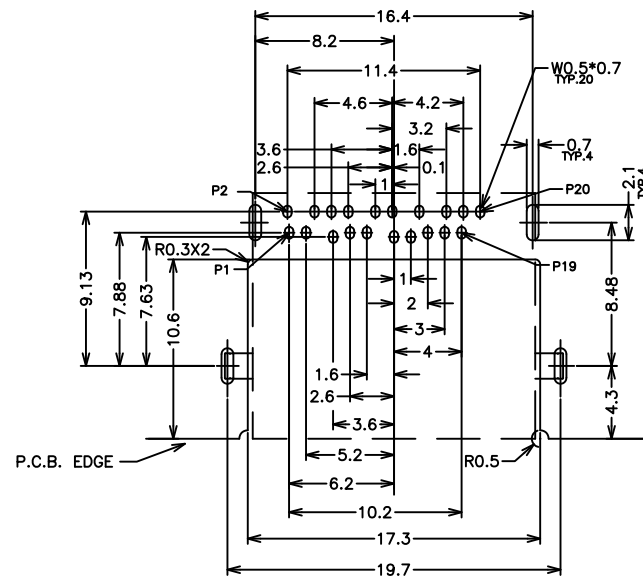 16.4
8.2
11.4
W0.5*0.7
TYP.20
4.6
4.2
3.2
0.7
TYP.4
3.6
1.6
2.6
0.1
2.1
TYP.4
1
P2
P20
R0.3X2
P1
P19
9.13
7.88
7.63
10.6
1
2
3
4
8.48
4.3
1.6
2.6
3.6
P.C.B. EDGE
R0.5
5.2
6.2
10.2
17.3
19.7